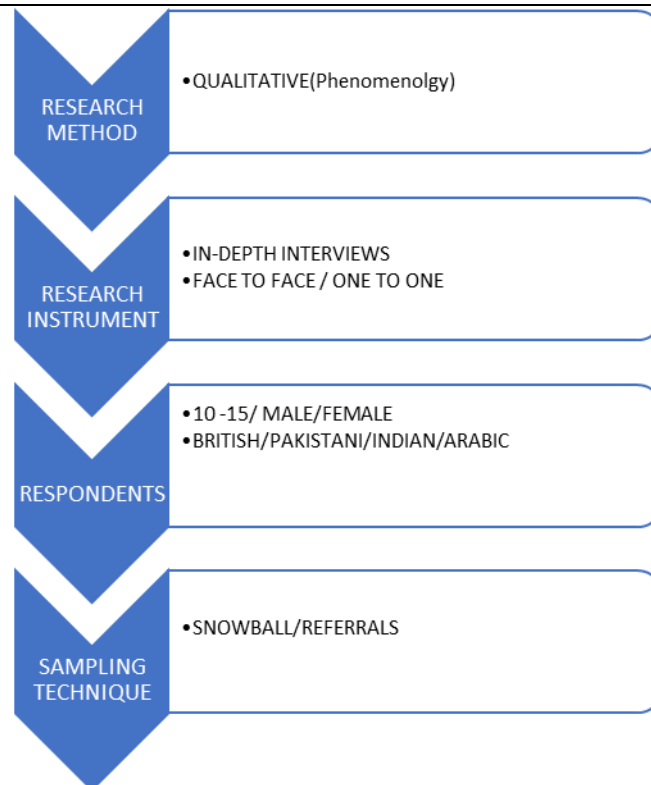 RESEARCH
METHOD
•QUALITATIVE(Phenomenolgy)
RESEARCH
INSTRUMENT
•IN-DEPTH INTERVIEWS
•FACE TO FACE / ONE TO ONE
RESPONDENTS
•10 -15/ MALE/FEMALE
•BRITISH/PAKISTANI/INDIAN/ARABIC
SAMPLING
TECHNIQUE
•SNOWBALL/REFERRALS